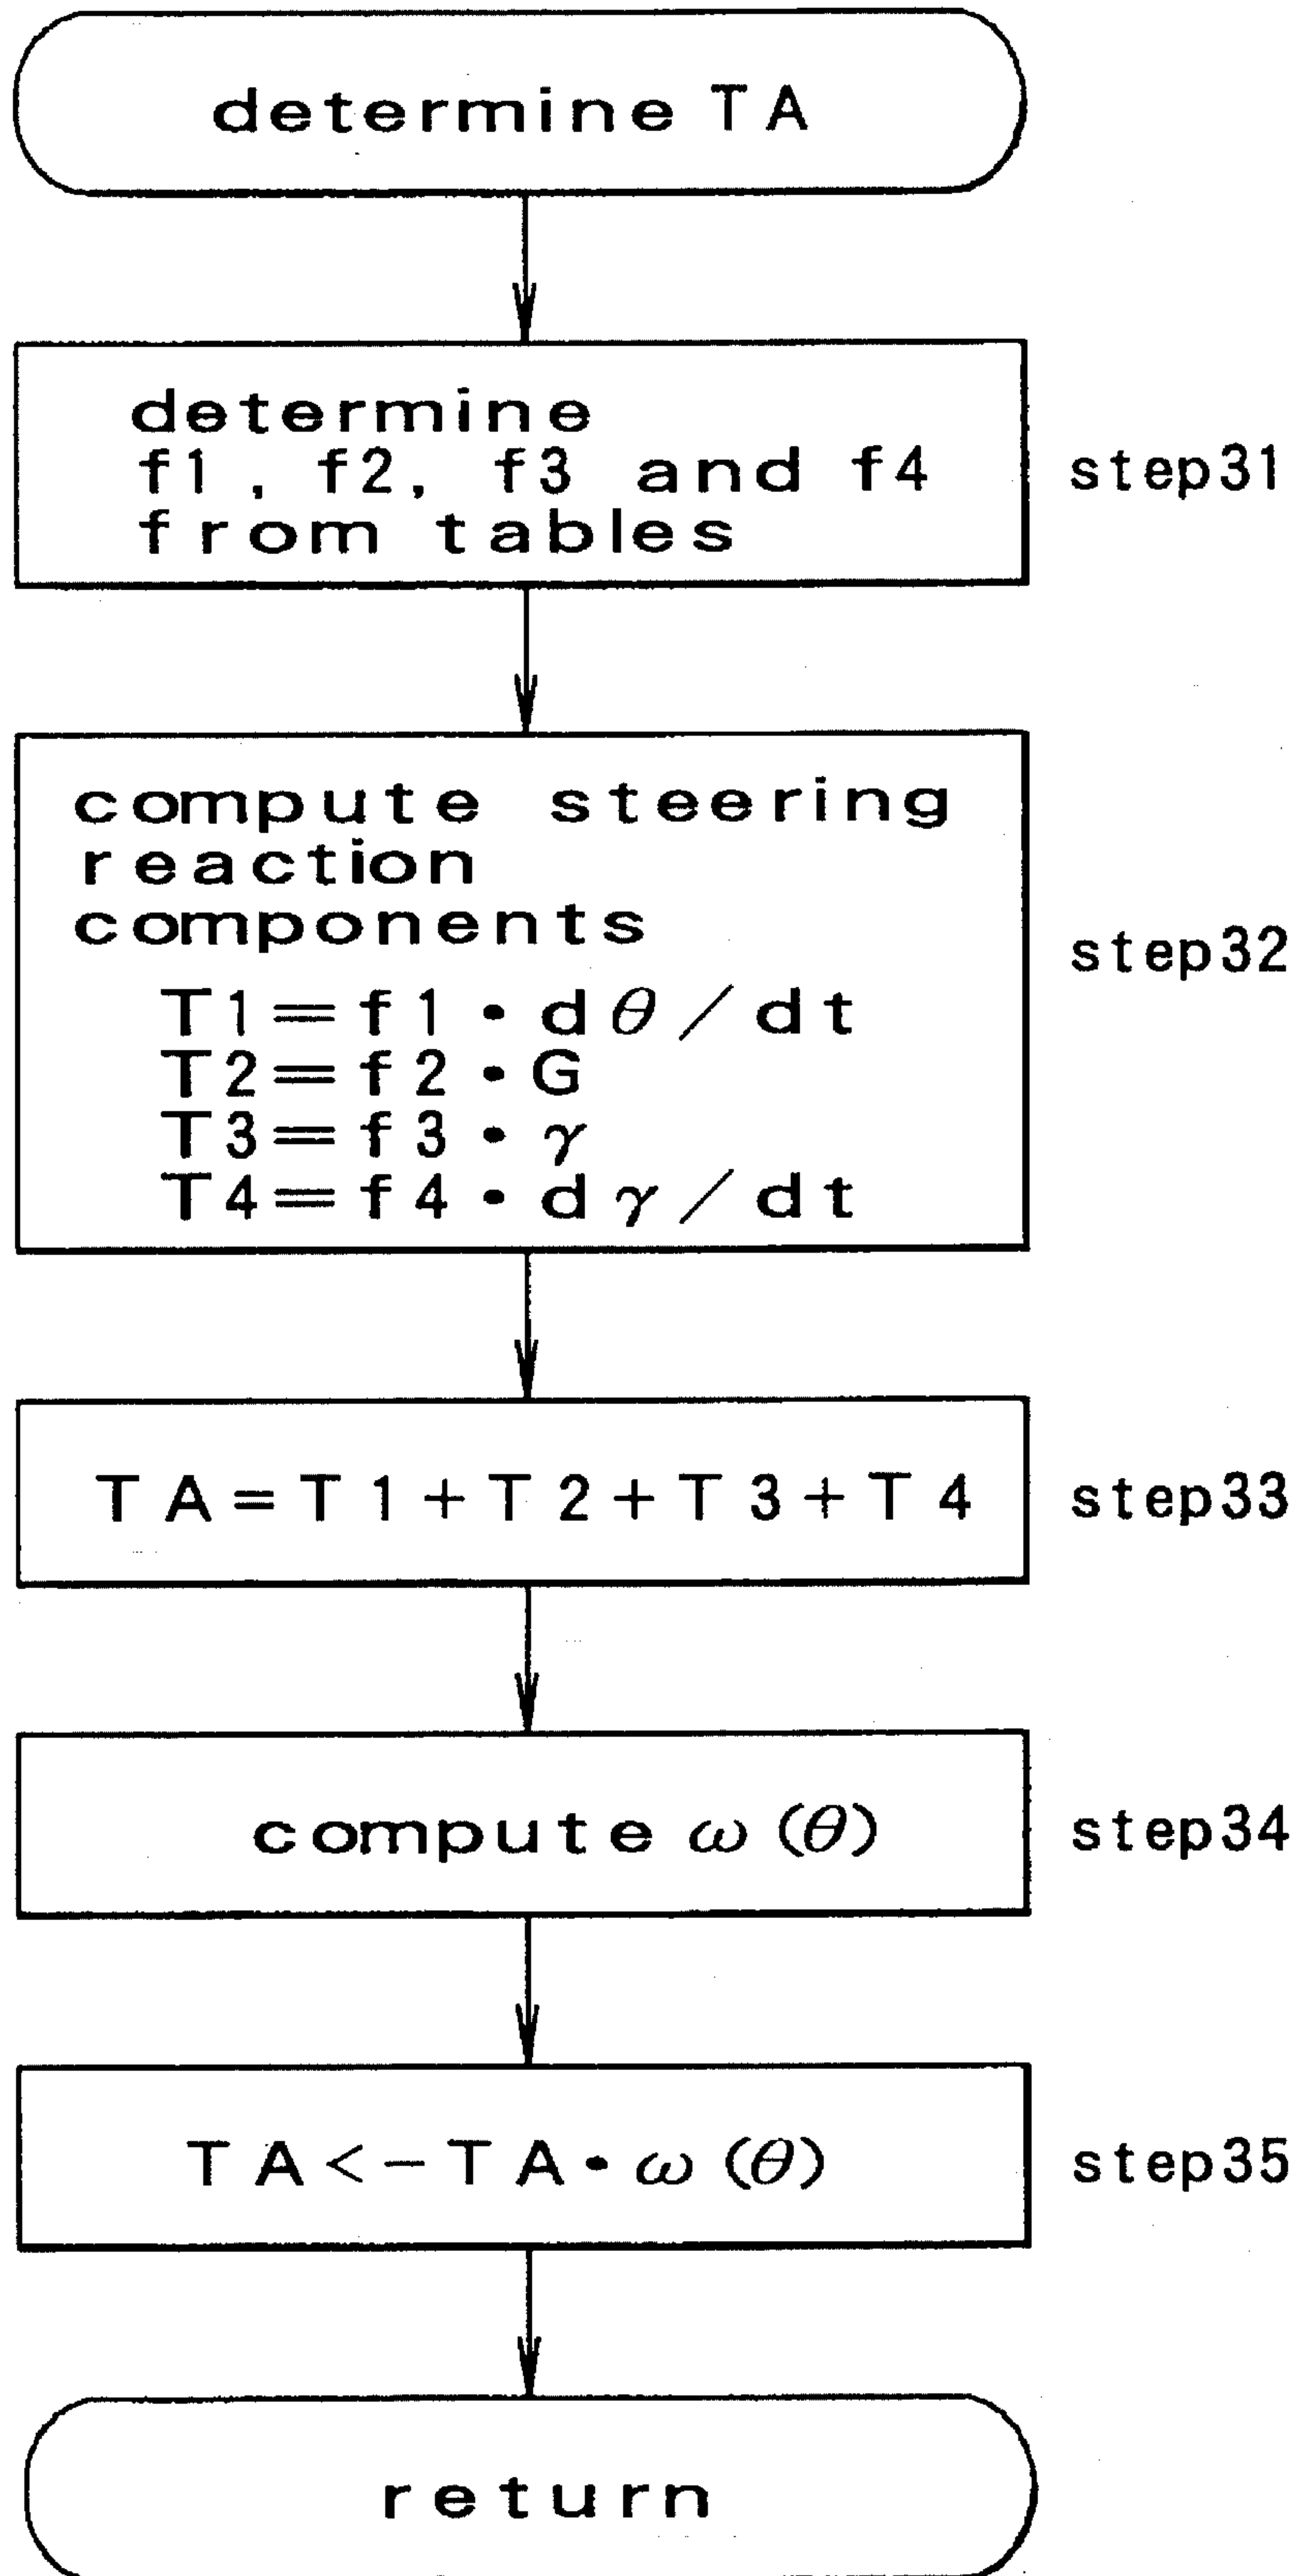 determine TA
determine
f1, f2, f3 and f4
from tables
step31
compute steering
reaction
components
T1=f1・dθ/dt
T2=f2・G
T3=f3・γ
T4=f4・dγ/dt
step32
TA=T1+T2+T3+T4
step33
compute ω(θ)
step34
TA<-TA・ω(θ)
step35
return